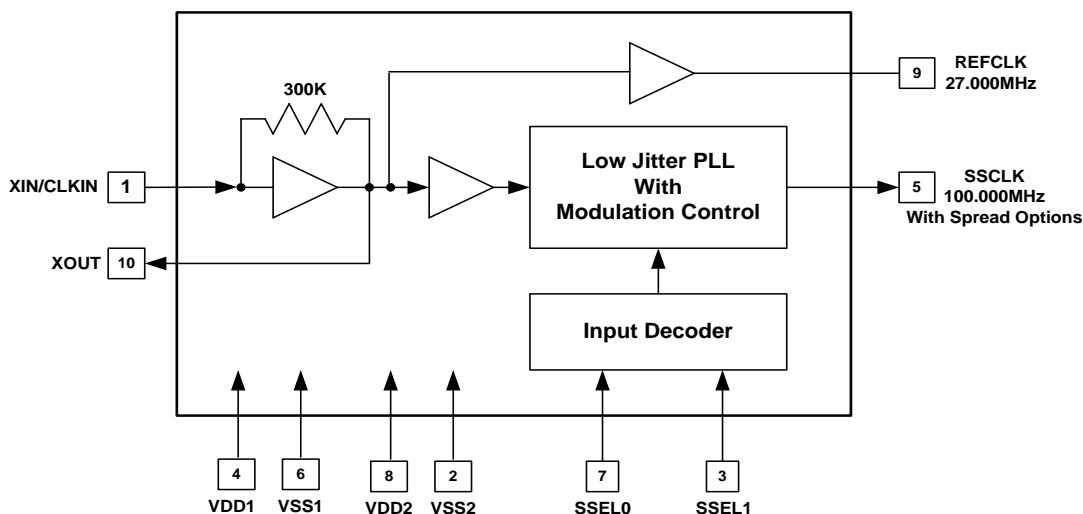 9
REFCLK
27.000MHz
300K
XIN/CLKIN
1
Low Jitter PLL
With
Modulation Control
5
SSCLK
100.000MHz
With Spread Options
XOUT
10
Input Decoder
4
6
8
2
7
3
VDD1
VSS1
VDD2
VSS2
SSEL0
SSEL1